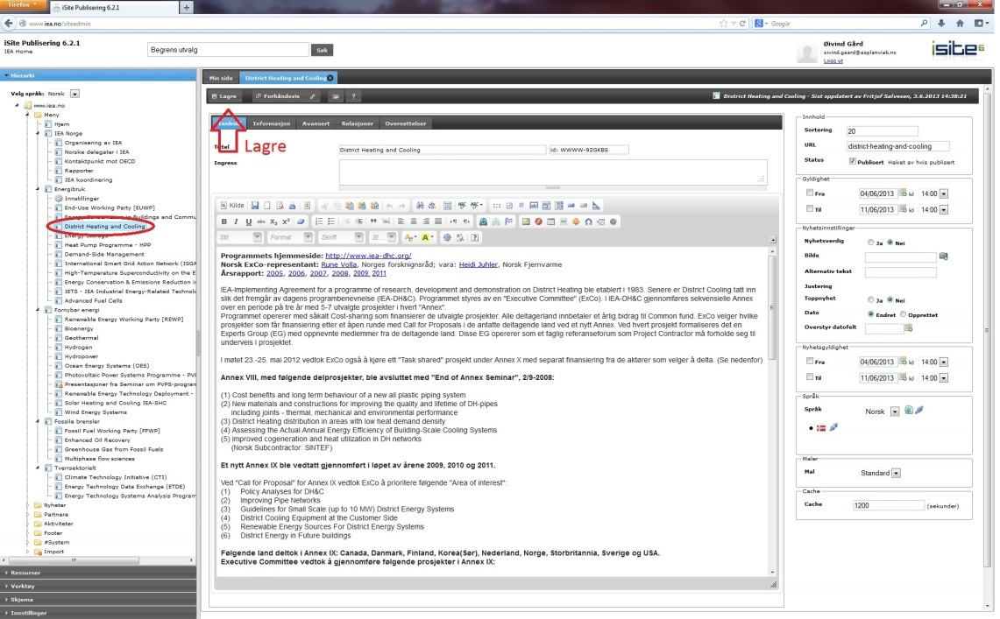 Firefox
iSite Publisering 6.2.1
www.iea.no/siteadmin
Google
iSite Publisering 6.2.1
IEA Home
Begrens utvalg
Søk
Øivind Gård
oivind.gaard@asplanviak.no
Logg ut
isite6
Hierarki
Velg språk: Norsk
www.iea.no
Meny
Hjem
IEA Norge
Organisering av IEA
Norske delegater i IEA
Kontaktpunkt mot OECD
Rapporter
IEA koordinering
Energibruk
Innstillinger
End-Use Working Party [EUWP]
Energy Conservation in Buildings and Commu
District Heating and Cooling
Energy Storage
Heat Pump Programme - HPP
Demand-Side Management
International Smart Grid Action Network (ISGA
High-Temperature Superconductivity on the E
Energy Conservation & Emissions Reduction i
IETS - IEA Industrial Energy-Related Technolo
Advanced Fuel Cells
Fornybar energi
Renewable Energy Working Party [REWP]
Bioenergy
Geothermal
Hydrogen
Hydropower
Ocean Energy Systems (OES)
Photovoltaic Power Systems Programme - PVI
Presentasjoner fra Seminar om PVPS-program
Renewable Energy Technology Deployment -
Solar Heating and Cooling IEA-SHC
Wind Energy Systems
Fossile brensler
Fossil Fuel Working Party [FFWP]
Enhanced Oil Recovery
Greenhouse Gas from Fossil Fuels
Multiphase flow sciences
Tverrsektorielt
Climate Technology Initiative (CTI)
Energy Technology Data Exchange (ETDE)
Energy Technology Systems Analysis Program
Nyheter
Partnere
Aktiviteter
Footer
#System
Import
Ressurser
Verktøy
Skjema
Innstillinger
Min side
District Heating and Cooling
Lagre
Forhåndsvis
?
District Heating and Cooling - Sist oppdatert av Fritjof Salvesen, 3.6.2013 14:38:21
Innhold
Informasjon
Avansert
Relasjoner
Oversettelser
Lagre
Tittel
District Heating and Cooling
id: WWWW-92GKBS
Ingress
Kilde
B I U abc X₂ X²
Stil
Format
Skrift
St...
Programmets hjemmeside: http://www.iea-dhc.org/
Norsk ExCo-representant: Rune Volla, Norges forsknignsråd; vara: Heidi Juhler, Norsk Fjernvarme
Årsrapport: 2005, 2006, 2007, 2008, 2009, 2011
IEA-Implementing Agreement for a programme of research, development and demonstration on District Heating ble etablert i 1983. Senere er District Cooling tatt inn
slik det fremgår av dagens programbenevnelse (IEA-DH&C). Programmet styres av en "Executive Committee" (ExCo). I IEA-DH&C gjennomføres sekvensielle Annex
over en periode på tre år med 5-7 utvalgte prosjekter i hvert "Annex".
Programmet opererer med såkalt Cost-sharing som finansierer de utvalgte prosjekter. Alle deltagerland innbetaler et årlig bidrag til Common fund. ExCo velger hvilke
prosjekter som får finansiering etter et åpen runde med Call for Proposals i de antatte deltagende land ved et nytt Annex. Ved hvert prosjekt formaliseres det en
Experts Group (EG) med oppnevnte medlemmer fra de deltagende land. Disse EG opererer som et faglig referanseforum som Project Contractor må forholde seg til
underveis i prosjektet.
I møtet 23.-25. mai 2012 vedtok ExCo også å kjøre ett "Task shared" prosjekt under Annex X med separat finansiering fra de aktører som velger å delta. (Se nedenfor)
Annex VIII, med følgende delprosjekter, ble avsluttet med "End of Annex Seminar", 2/9-2008:
(1) Cost benefits and long term behaviour of a new all plastic piping system
(2) New materials and constructions for improving the quality and lifetime of DH-pipes
including joints - thermal, mechanical and environmental performance
(3) District Heating distribution in areas with low heat demand density
(4) Assessing the Actual Annual Energy Efficiency of Building-Scale Cooling Systems
(5) Improved cogeneration and heat utilization in DH networks
(Norsk Subcontractor: SINTEF)
Et nytt Annex IX ble vedtatt gjennomført i løpet av årene 2009, 2010 og 2011.
Ved "Call for Proposal" for Annex IX vedtok ExCo å prioritere følgende "Area of interest":
(1) Policy Analyses for DH&C
(2) Improving Pipe Networks
(3) Guidelines for Small Scale (up to 10 MW) District Energy Systems
(4) District Cooling Equipment at the Customer Side
(5) Renewable Energy Sources For District Energy Systems
(6) District Energy in Future buildings
Følgende land deltok i Annex IX: Canada, Danmark, Finland, Korea(Sør), Nederland, Norge, Storbritannia, Sverige og USA.
Executive Committee vedtok å gjennomføre følgende prosjekter i Annex IX:
Innhold
Sortering 20
URL district-heating-and-cooling
Status Publisert Haket av hvis publisert
Gyldighet
Fra 04/06/2013 kl 14:00
Til 11/06/2013 kl 14:00
Nyhetsinnstillinger
Nyhetsverdig Ja Nei
Bilde
Alternativ tekst
Justering
Toppnyhet Ja Nei
Dato Endret Opprettet
Overstyr datofelt
Nyhetsgyldighet
Fra 04/06/2013 kl 14:00
Til 11/06/2013 kl 14:00
Språk
Språk Norsk
Maler
Mal Standard
Cache
Cache 1200 (sekunder)